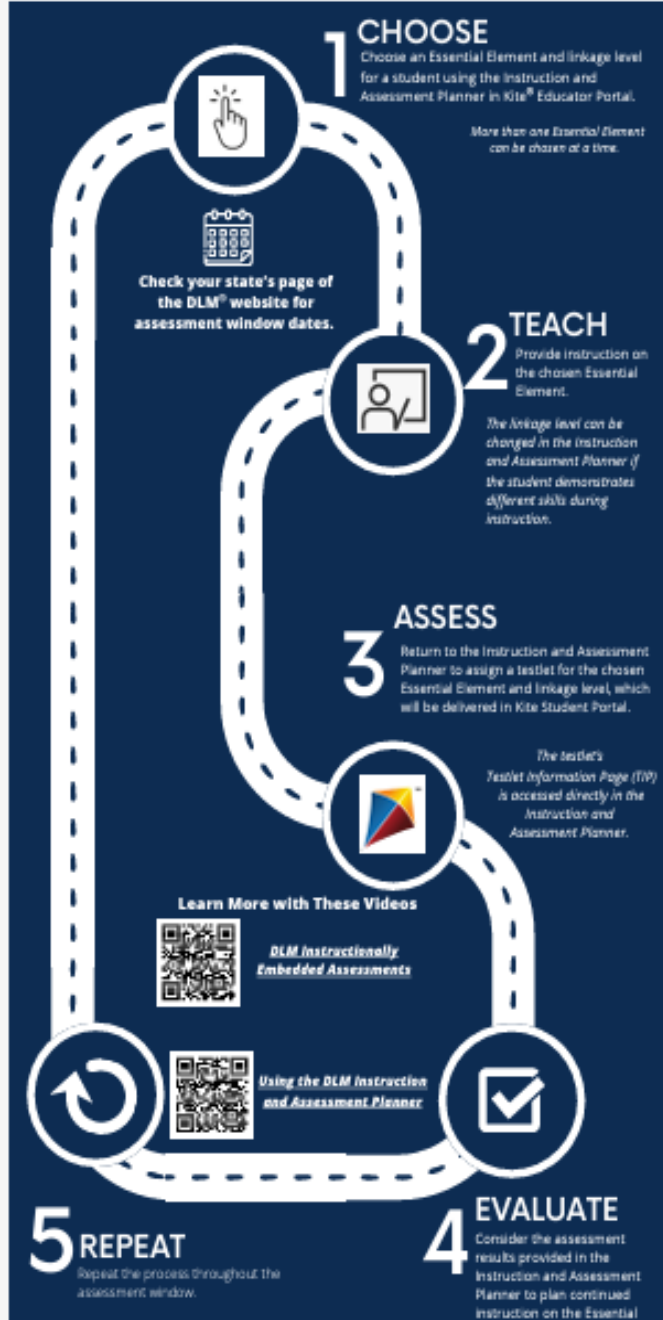 1 CHOOSE
Choose an Essential Element and linkage level
for a student using the Instruction and
Assessment Planner in Kite® Educator Portal.
More than one Essential Element
can be chosen at a time.
Check your state's page of
the DLM® website for
assessment window dates.
2 TEACH
Provide instruction on
the chosen Essential
Element.
The linkage level can be
changed in the Instruction
and Assessment Planner if
the student demonstrates
different skills during
instruction.
3 ASSESS
Return to the Instruction and Assessment
Planner to assign a testlet for the chosen
Essential Element and linkage level, which
will be delivered in Kite Student Portal.
The testlet's
Testlet Information Page (TIP)
is accessed directly in the
Instruction and
Assessment Planner.
Learn More with These Videos
DLM Instructionally
Embedded Assessments
Using the DLM Instruction
and Assessment Planner
4 EVALUATE
Consider the assessment
results provided in the
Instruction and Assessment
Planner to plan continued
instruction on the Essential
5 REPEAT
Repeat the process throughout the
assessment window.